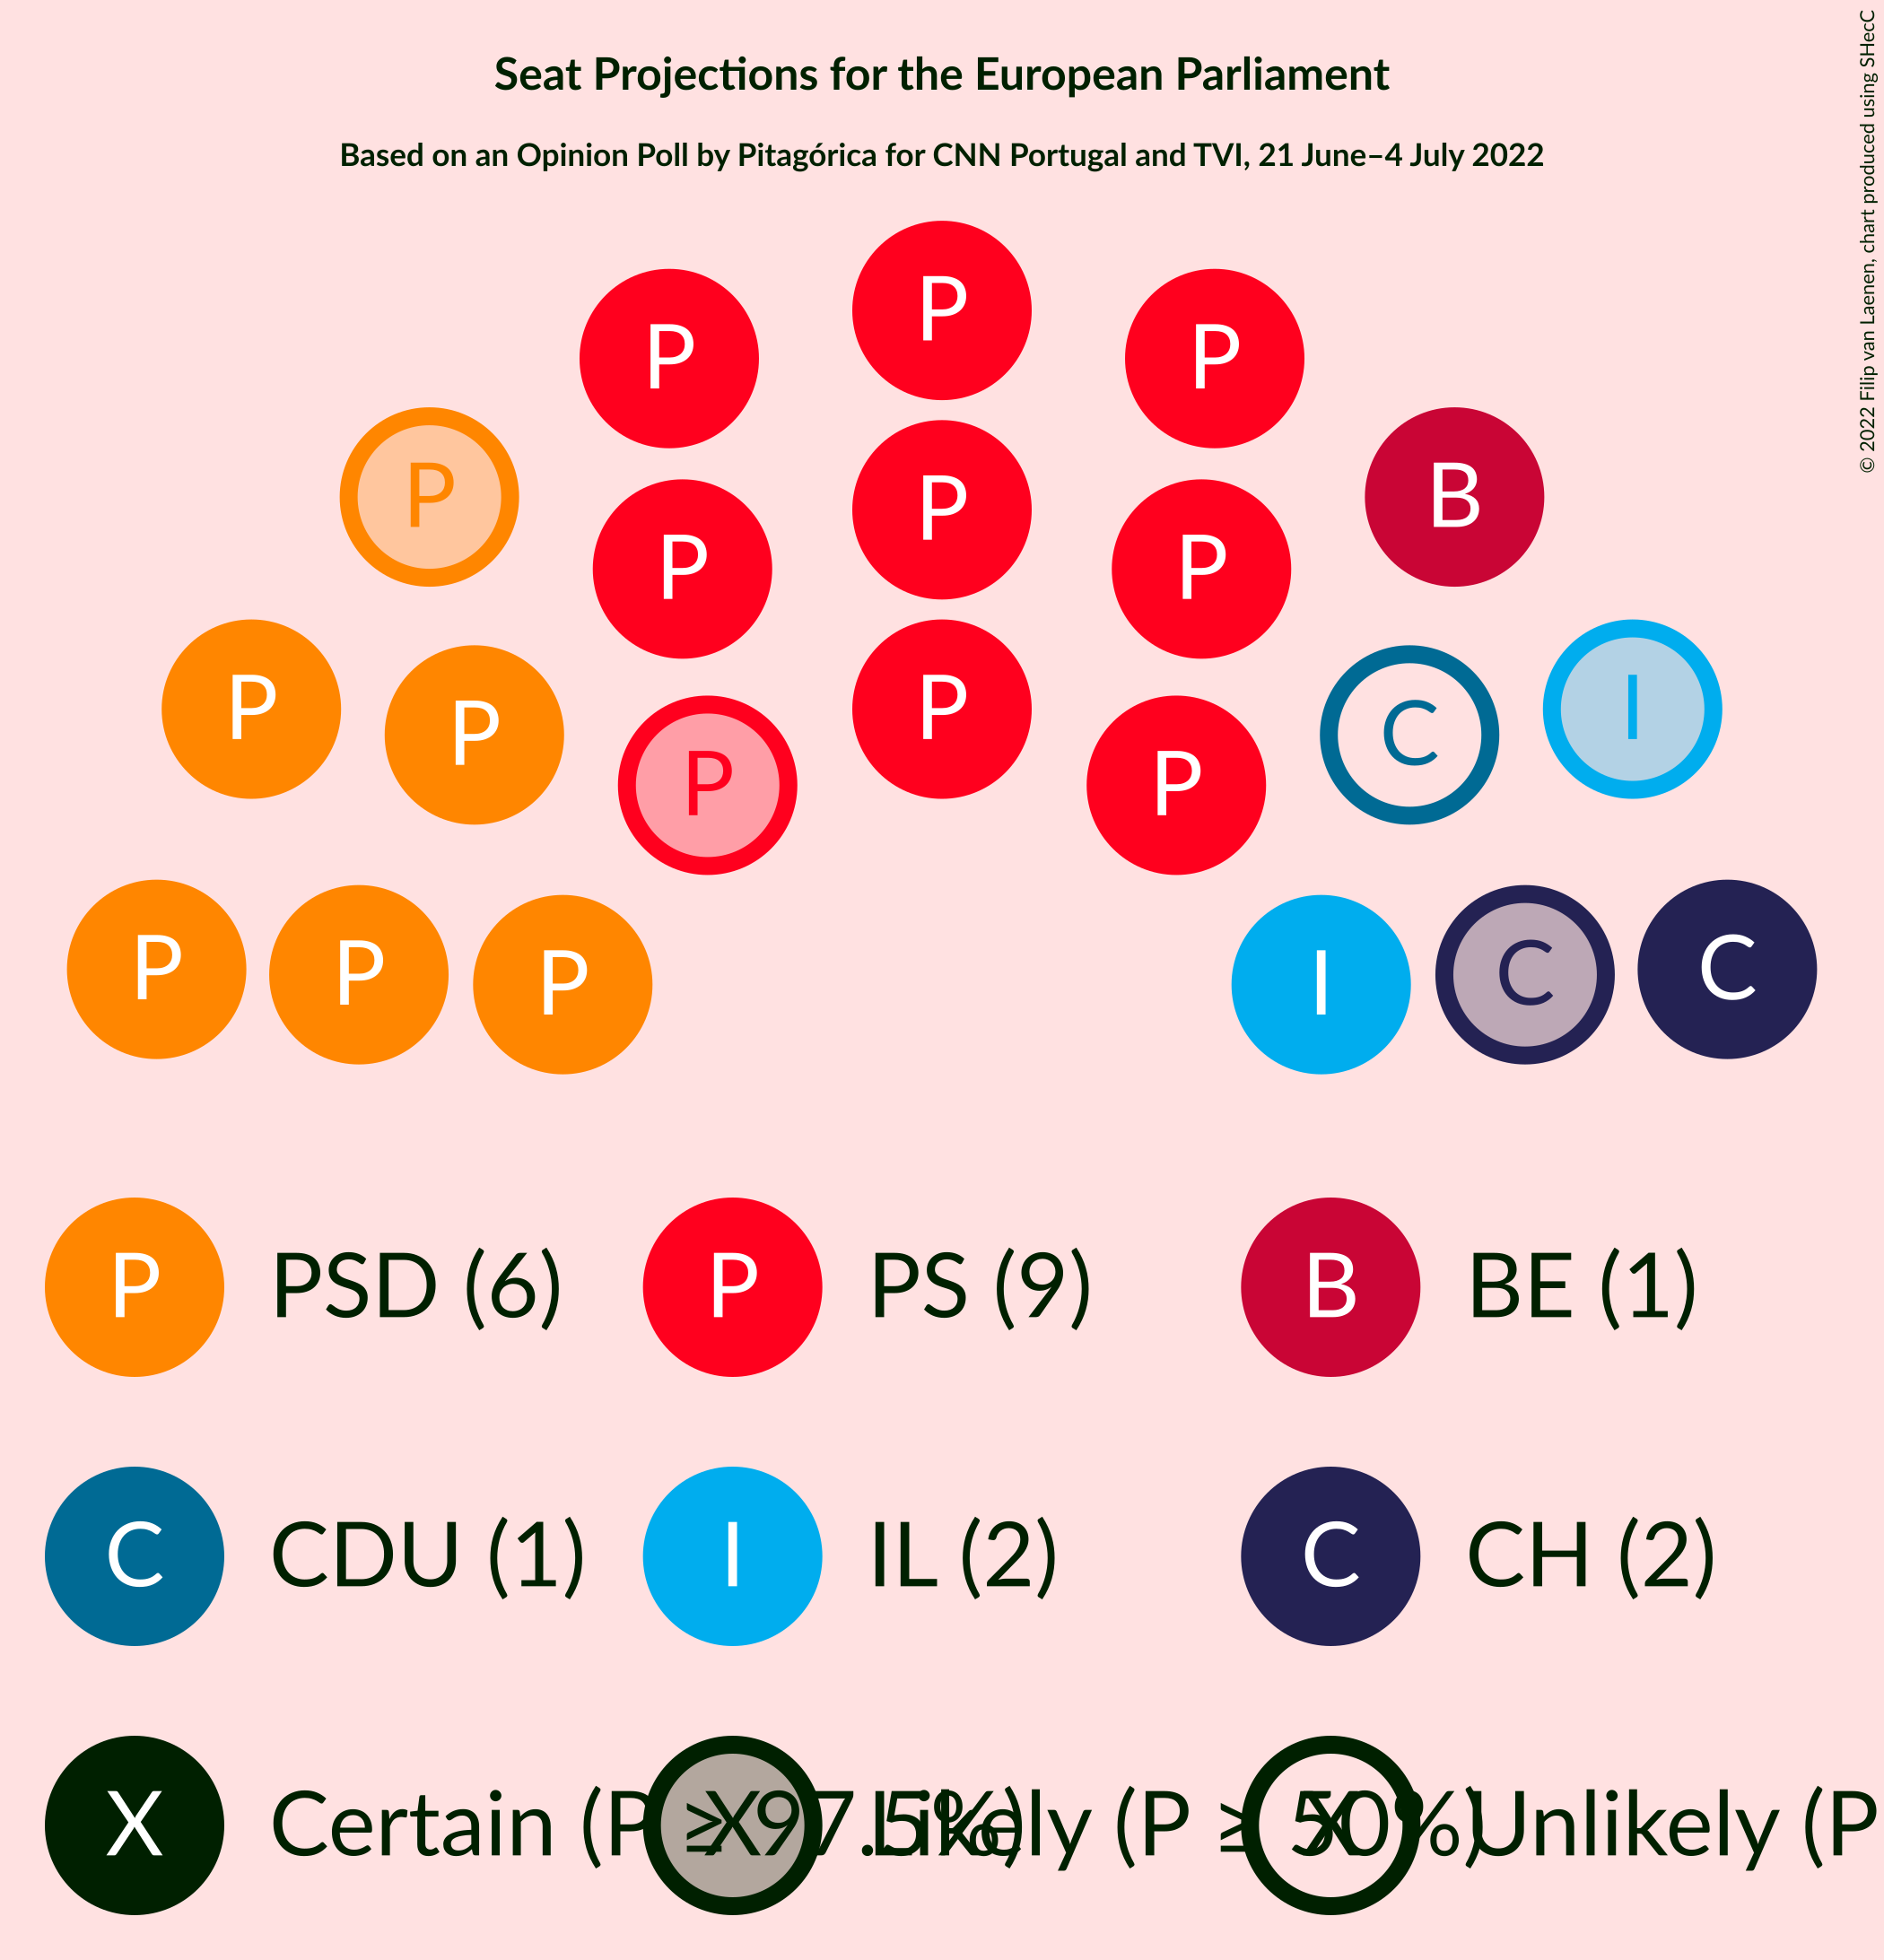 Seat Projections for the European Parliament
Based on an Opinion Poll by Pitagórica for CNN Portugal and TVI, 21 June–4 July 2022
© 2022 Filip van Laenen, chart produced using SHecC
P
P P
P B
P
P P
P I
P C
P
P P
P P
P C
P I C
P PSD (6) P PS (9) B BE (1)
C CDU (1) I IL (2) C CH (2)
X Certain (P ≥ 97.5%) X Likely (P ≥ 50%) X Unlikely (P